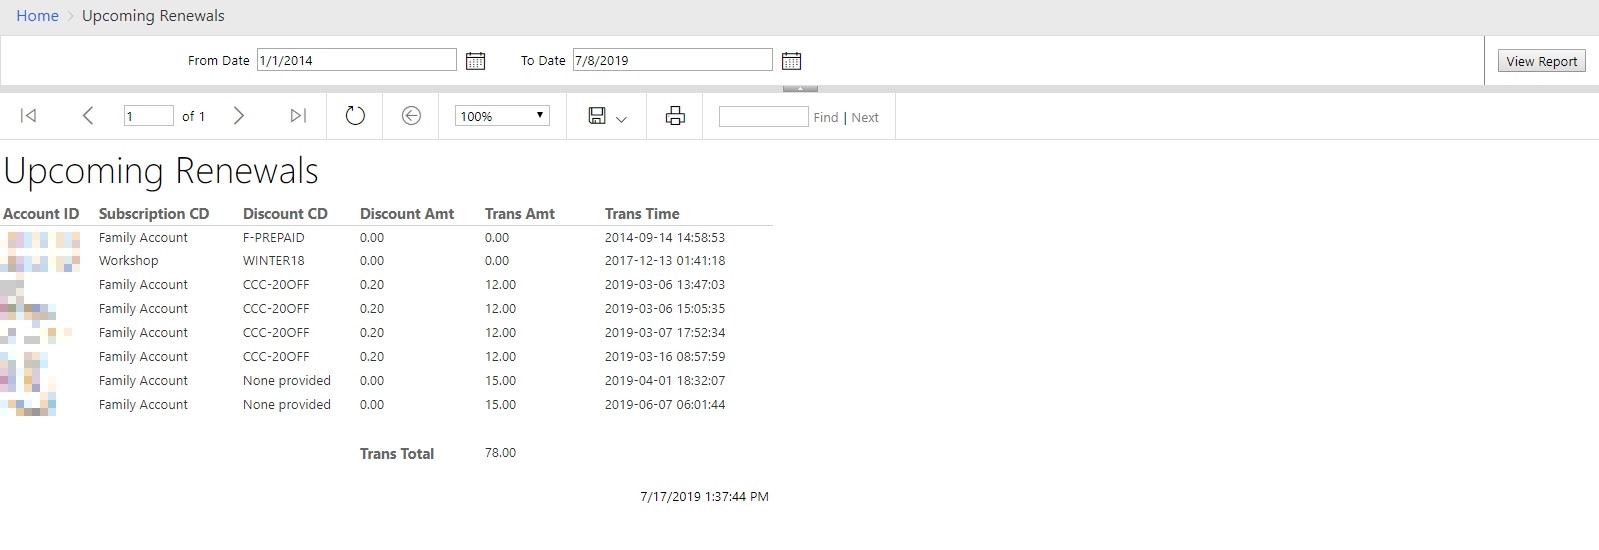 Home > Upcoming Renewals
From Date 1/1/2014 To Date 7/8/2019 View Report
1 of 1 100% Find | Next
Upcoming Renewals
Account ID Subscription CD Discount CD Discount Amt Trans Amt Trans Time
Family Account F-PREPAID 0.00 0.00 2014-09-14 14:58:53
Workshop WINTER18 0.00 0.00 2017-12-13 01:41:18
Family Account CCC-20OFF 0.20 12.00 2019-03-06 13:47:03
Family Account CCC-20OFF 0.20 12.00 2019-03-06 15:05:35
Family Account CCC-20OFF 0.20 12.00 2019-03-07 17:52:34
Family Account CCC-20OFF 0.20 12.00 2019-03-16 08:57:59
Family Account None provided 0.00 15.00 2019-04-01 18:32:07
Family Account None provided 0.00 15.00 2019-06-07 06:01:44
Trans Total 78.00
7/17/2019 1:37:44 PM